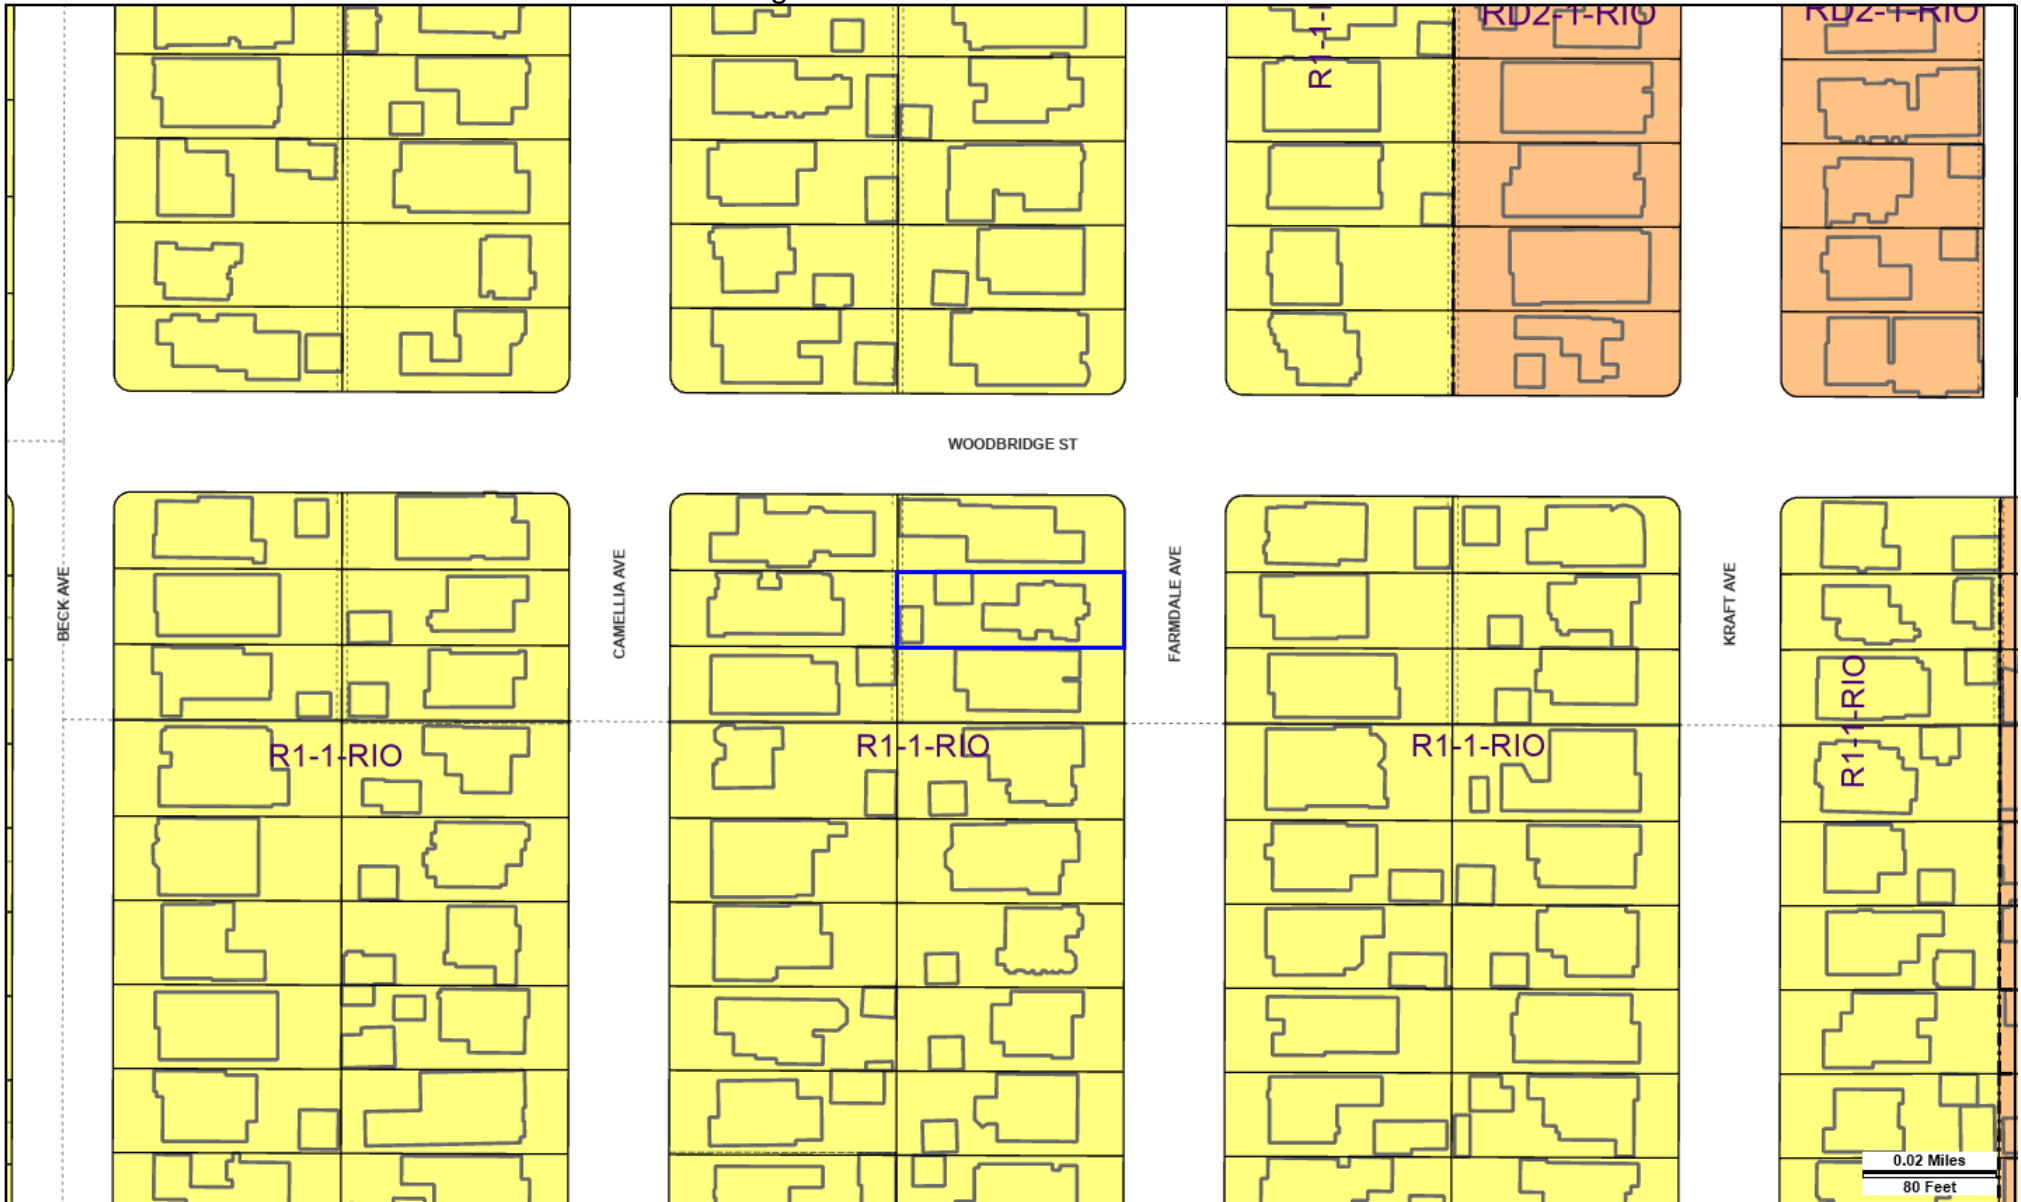 RD2-1-RIO
RD2-1-RIO
WOODBRIDGE ST
BECK AVE
CAMELLIA AVE
FARMDALE AVE
KRAFT AVE
R1-1-RIO
R1-1-RIO
R1-1-RIO
R1-1-RIO
0.02 Miles
80 Feet